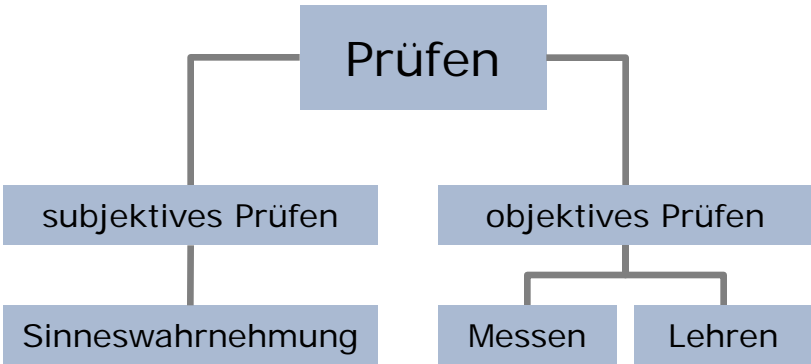 Prüfen
subjektives Prüfen
objektives Prüfen
Sinneswahrnehmung
Messen
Lehren